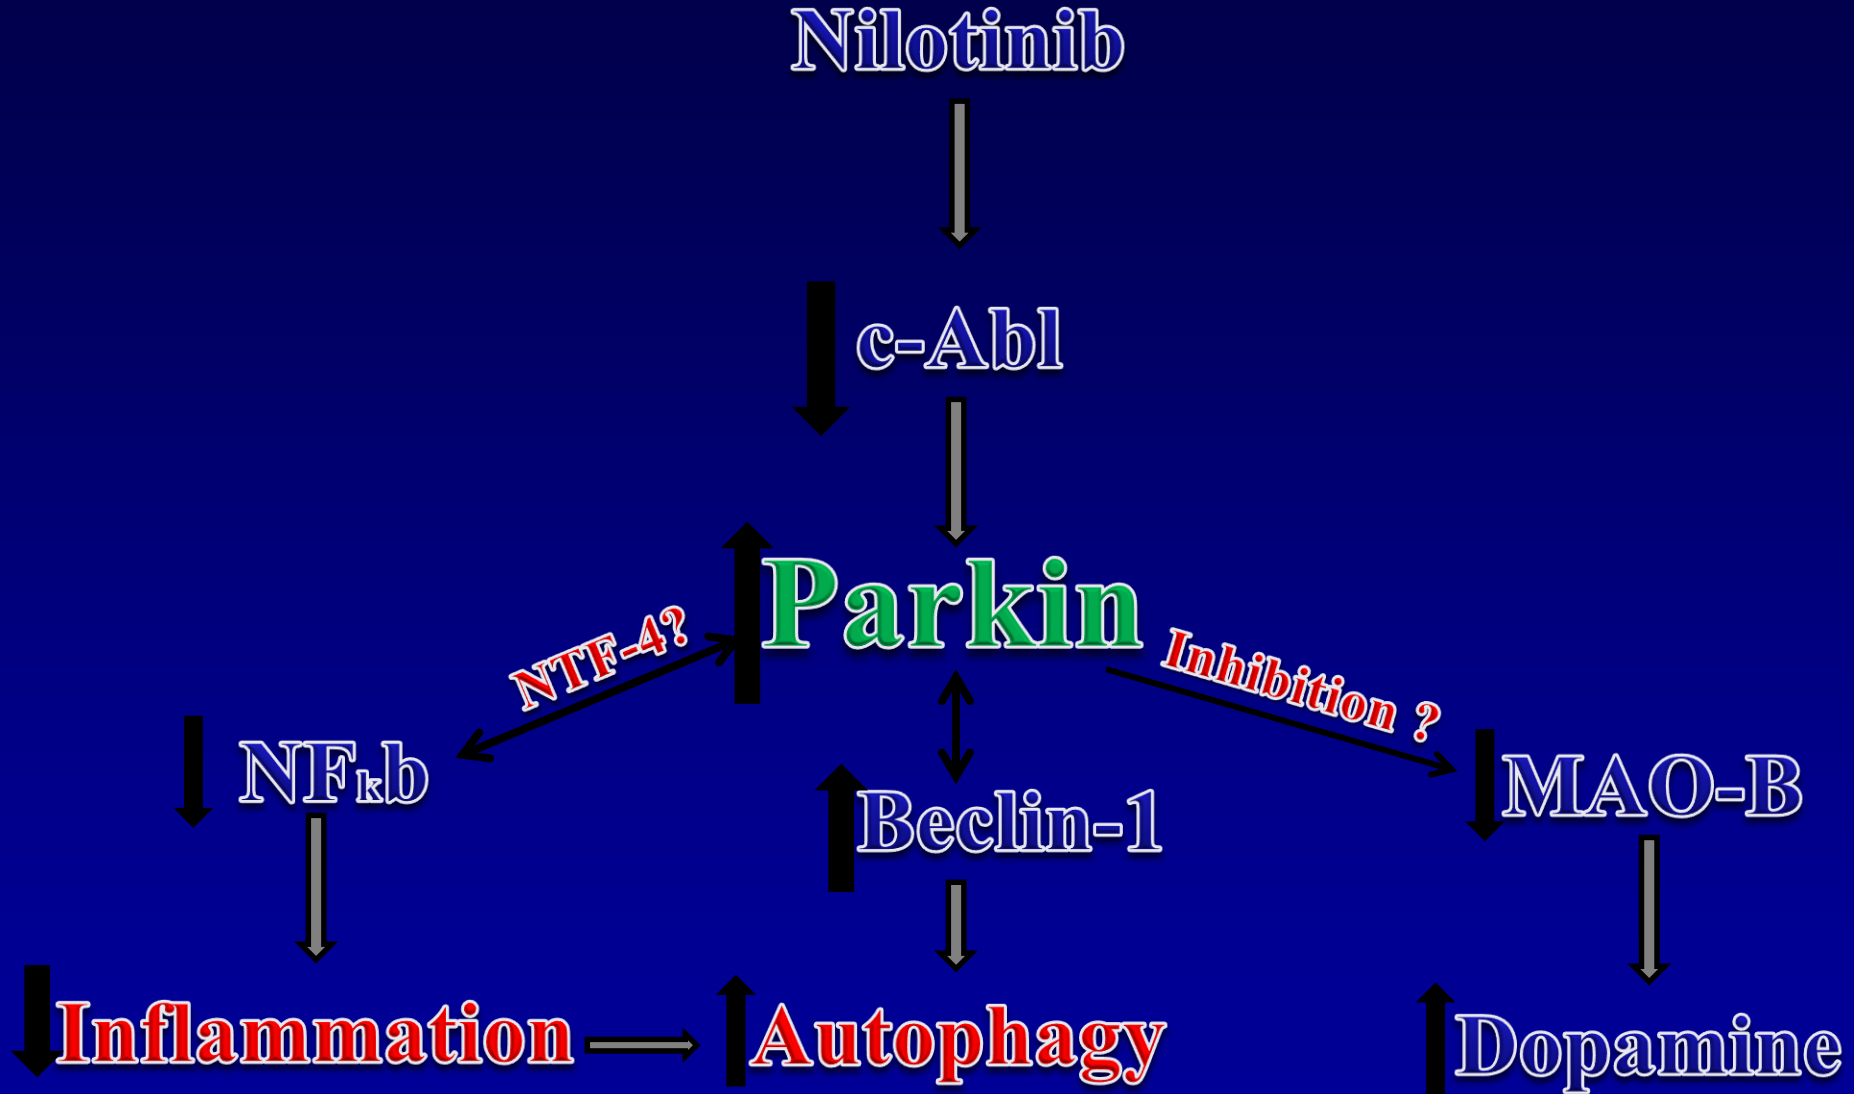 Nilotinib
c-Abl
Parkin
NTF-4?
Inhibition ?
NFkb
Beclin-1
MAO-B
Inflammation
Autophagy
Dopamine